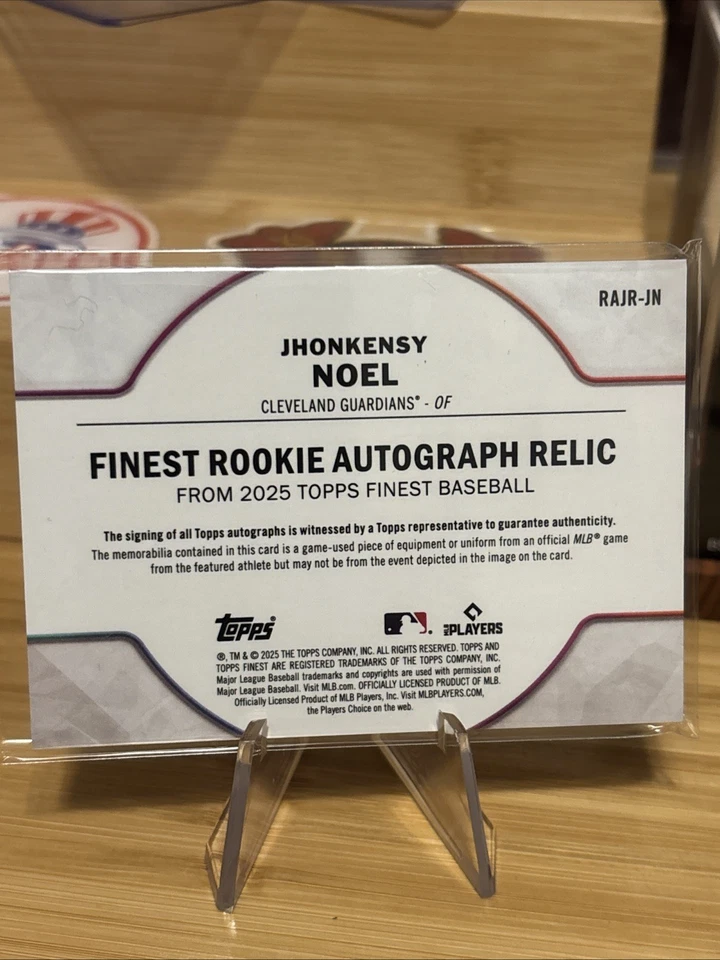 RAJR-JN
JHONKENSY
NOEL
CLEVELAND GUARDIANS® - OF
FINEST ROOKIE AUTOGRAPH RELIC
FROM 2025 TOPPS FINEST BASEBALL
The signing of all Topps autographs is witnessed by a Topps representative to guarantee authenticity.
The memorabilia contained in this card is a game-used piece of equipment or uniform from an official MLB® game
from the featured athlete but may not be from the event depicted in the image on the card.
topps
MLB PLAYERS
®, TM & © 2025 THE TOPPS COMPANY, INC. ALL RIGHTS RESERVED. TOPPS AND
TOPPS FINEST ARE REGISTERED TRADEMARKS OF THE TOPPS COMPANY, INC.
Major League Baseball trademarks and copyrights are used with permission of
Major League Baseball. Visit MLB.com. OFFICIALLY LICENSED PRODUCT OF MLB.
Officially Licensed Product of MLB Players, Inc. Visit MLBPLAYERS.COM,
the Players Choice on the web.